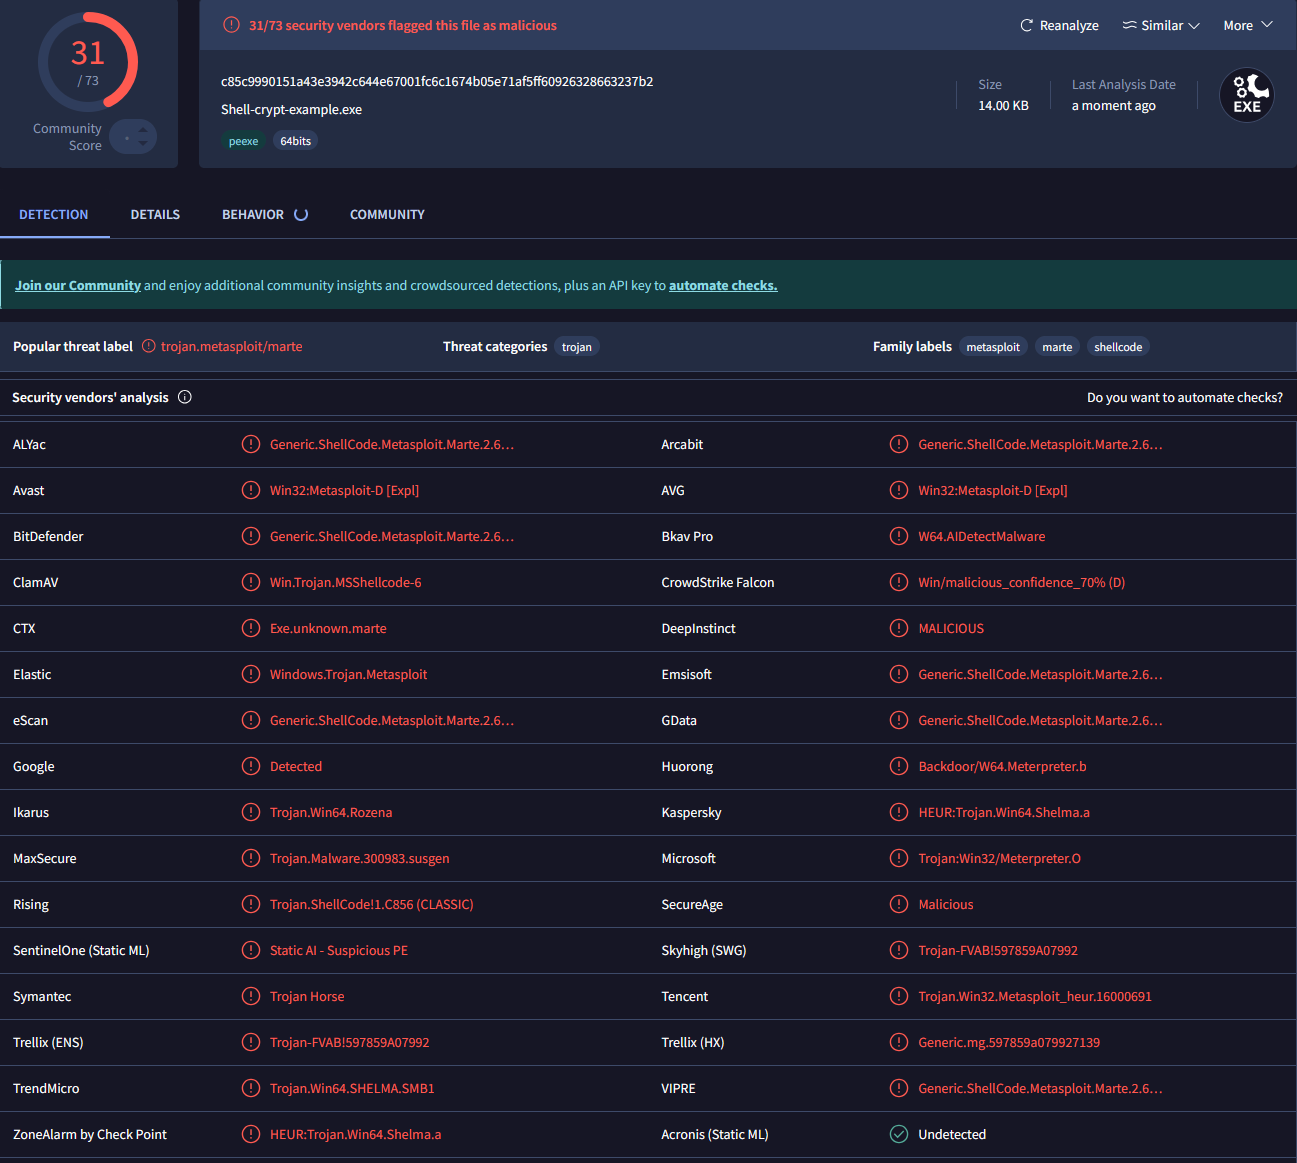 31
/ 73
Community Score
31/73 security vendors flagged this file as malicious
Reanalyze
Similar
More
c85c9990151a43e3942c644e67001fc6c1674b05e71af5ff60926328663237b2
Shell-crypt-example.exe
peexe
64bits
Size
14.00 KB
Last Analysis Date
a moment ago
EXE
DETECTION DETAILS BEHAVIOR COMMUNITY
Join our Community and enjoy additional community insights and crowdsourced detections, plus an API key to automate checks.
Popular threat label trojan.metasploit/marte Threat categories trojan Family labels metasploit marte shellcode
Security vendors' analysis Do you want to automate checks?
ALYac Generic.ShellCode.Metasploit.Marte.2.6… Arcabit Generic.ShellCode.Metasploit.Marte.2.6…
Avast Win32:Metasploit-D [Expl] AVG Win32:Metasploit-D [Expl]
BitDefender Generic.ShellCode.Metasploit.Marte.2.6… Bkav Pro W64.AIDetectMalware
ClamAV Win.Trojan.MSShellcode-6 CrowdStrike Falcon Win/malicious_confidence_70% (D)
CTX Exe.unknown.marte DeepInstinct MALICIOUS
Elastic Windows.Trojan.Metasploit Emsisoft Generic.ShellCode.Metasploit.Marte.2.6…
eScan Generic.ShellCode.Metasploit.Marte.2.6… GData Generic.ShellCode.Metasploit.Marte.2.6…
Google Detected Huorong Backdoor/W64.Meterpreter.b
Ikarus Trojan.Win64.Rozena Kaspersky HEUR:Trojan.Win64.Shelma.a
MaxSecure Trojan.Malware.300983.susgen Microsoft Trojan:Win32/Meterpreter.O
Rising Trojan.ShellCode!1.C856 (CLASSIC) SecureAge Malicious
SentinelOne (Static ML) Static AI - Suspicious PE Skyhigh (SWG) Trojan-FVAB!597859A07992
Symantec Trojan Horse Tencent Trojan.Win32.Metasploit_heur.16000691
Trellix (ENS) Trojan-FVAB!597859A07992 Trellix (HX) Generic.mg.597859a079927139
TrendMicro Trojan.Win64.SHELMA.SMB1 VIPRE Generic.ShellCode.Metasploit.Marte.2.6…
ZoneAlarm by Check Point HEUR:Trojan.Win64.Shelma.a Acronis (Static ML) Undetected